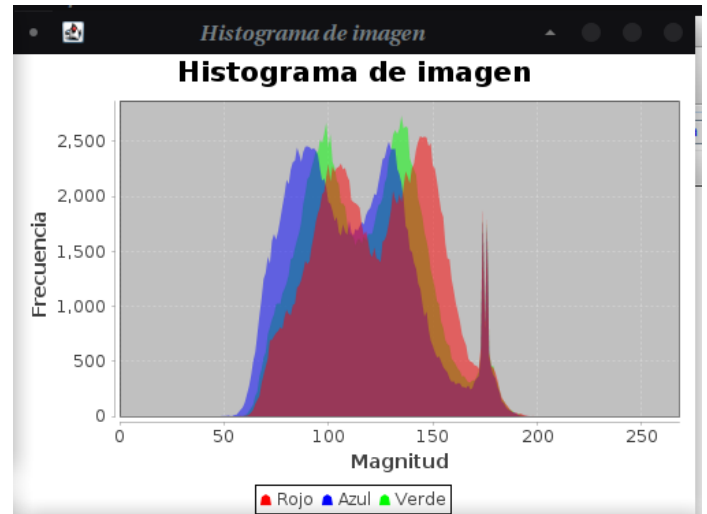 Histograma de imagen
Histograma de imagen
Frecuencia
2,500
2,000
1,500
1,000
500
0
0 50 100 150 200 250
Magnitud
Rojo Azul Verde